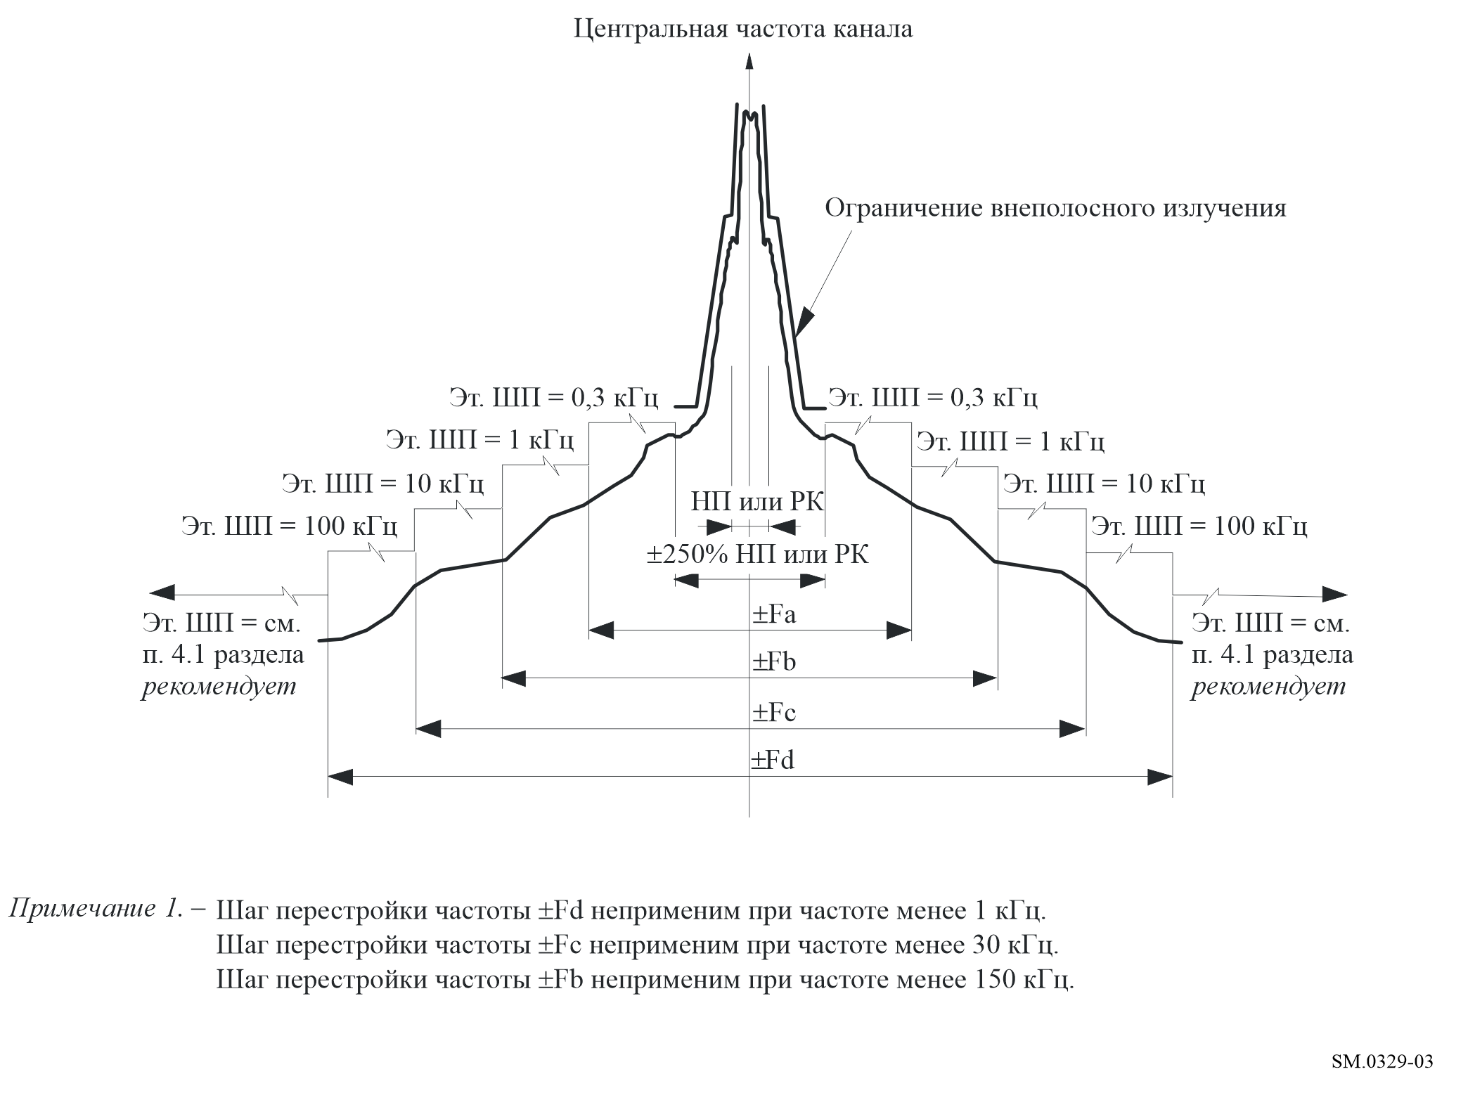 Центральная частота канала
Ограничение внеполосного излучения
Эт. ШП = 0,3 кГц
Эт. ШП = 0,3 кГц
Эт. ШП = 1 кГц
Эт. ШП = 1 кГц
Эт. ШП = 10 кГц
Эт. ШП = 10 кГц
НП или РК
Эт. ШП = 100 кГц
Эт. ШП = 100 кГц
±250% НП или РК
±Fa
Эт. ШП = см.
п. 4.1 раздела
рекомендует
Эт. ШП = см.
п. 4.1 раздела
рекомендует
±Fb
±Fc
±Fd
Примечание 1. – Шаг перестройки частоты ±Fd неприменим при частоте менее 1 кГц.
Шаг перестройки частоты ±Fc неприменим при частоте менее 30 кГц.
Шаг перестройки частоты ±Fb неприменим при частоте менее 150 кГц.
SM.0329-03